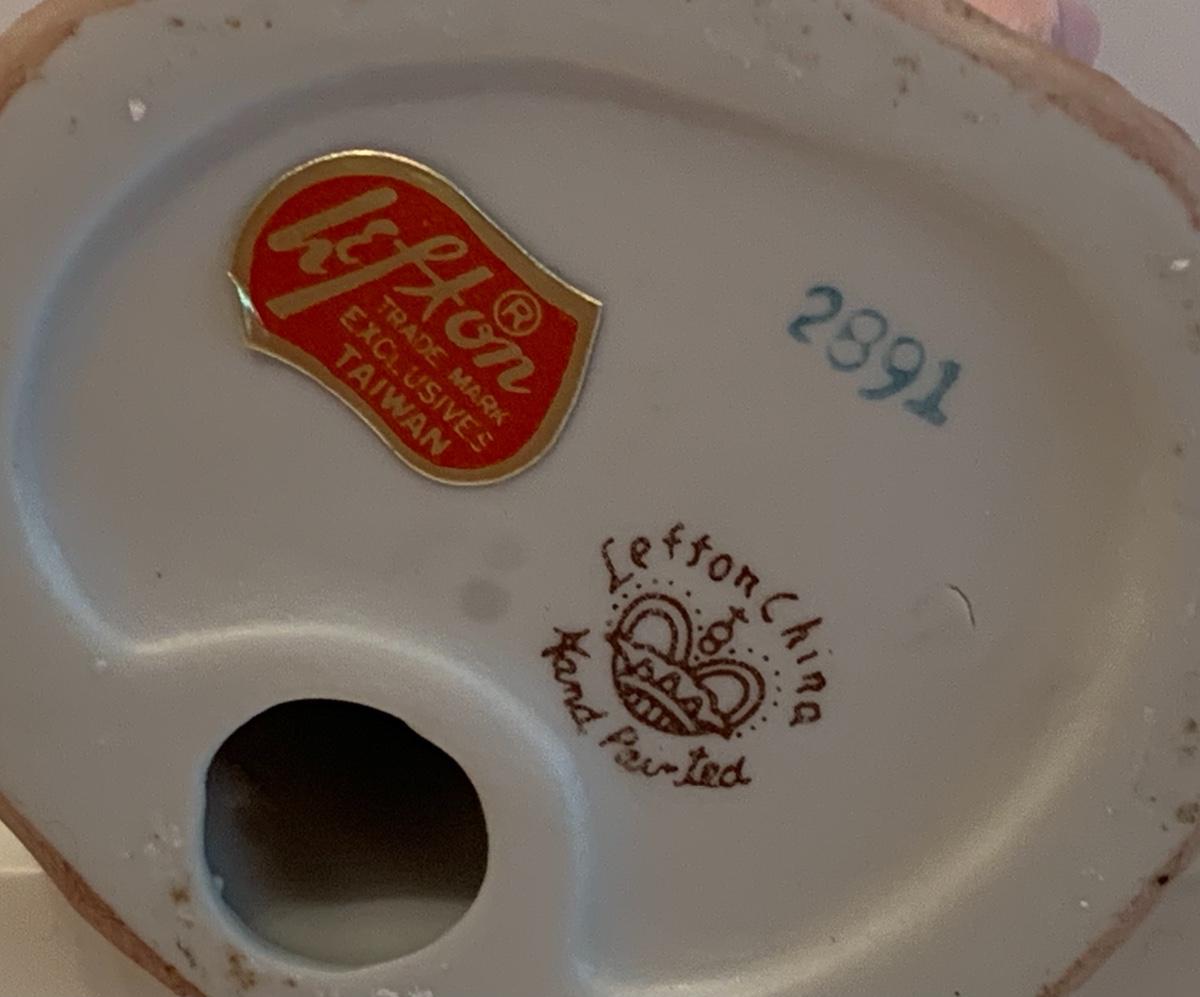 Lefton®
TRADE MARK
EXCLUSIVES
TAIWAN
2891
Lefton China
Hand Painted